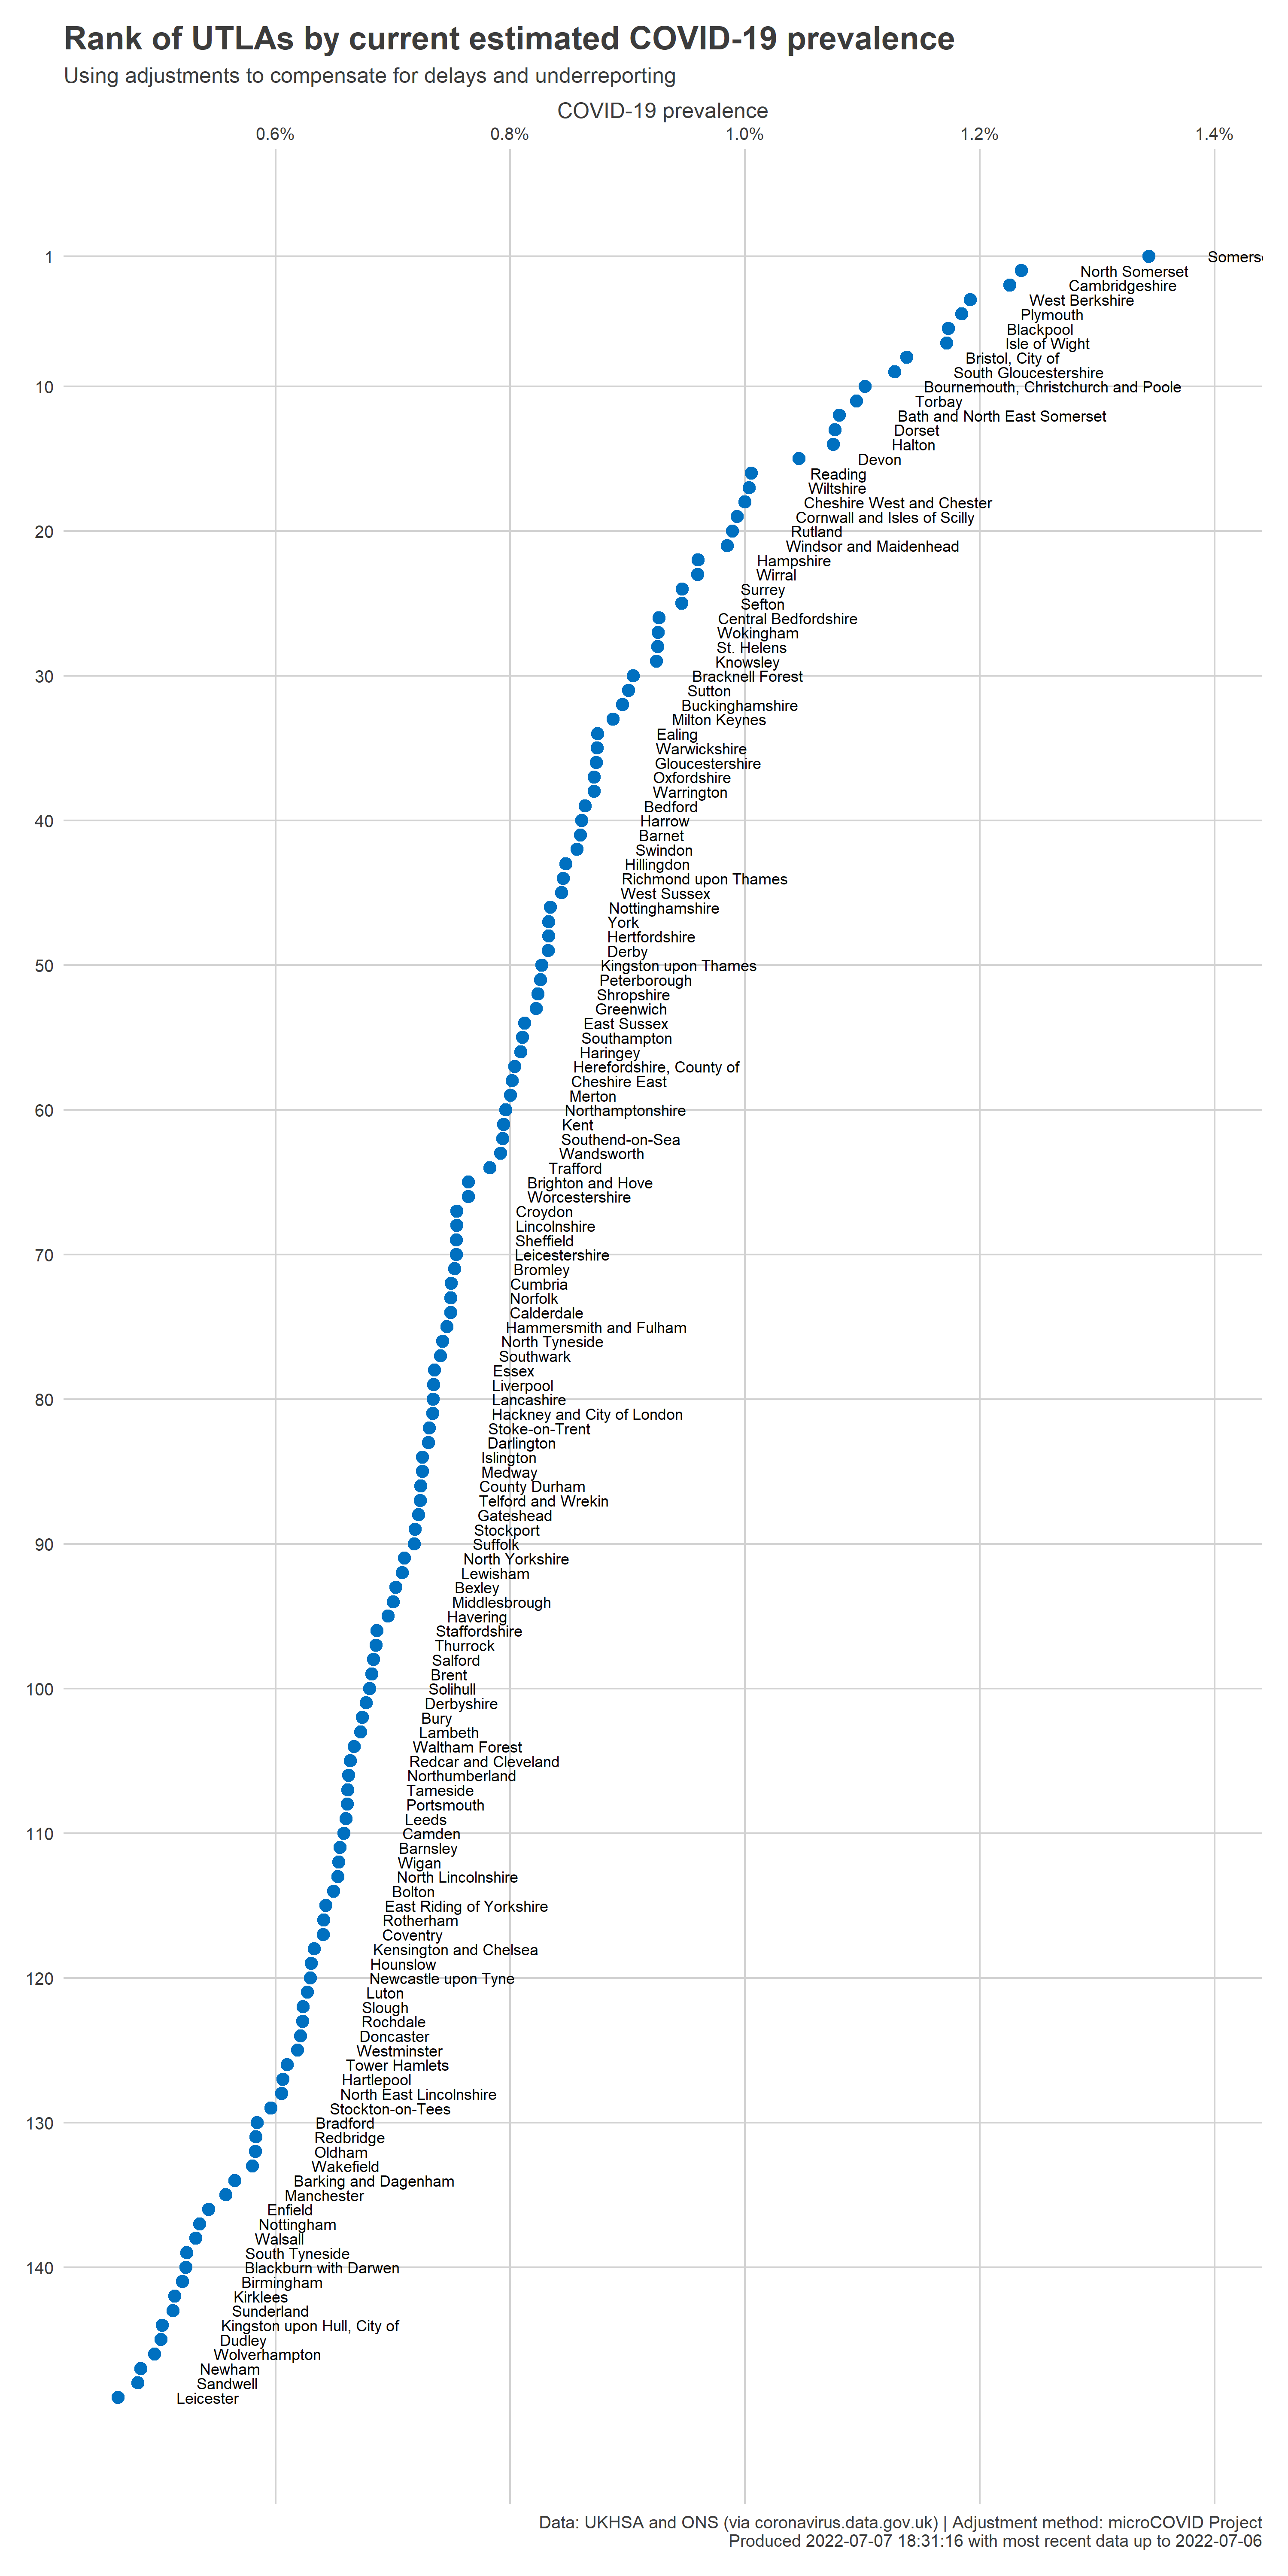 Rank of UTLAs by current estimated COVID-19 prevalence
Using adjustments to compensate for delays and underreporting
COVID-19 prevalence
0.6% 0.8% 1.0% 1.2% 1.4%
1 Somers
North Somerset
Cambridgeshire
West Berkshire
Plymouth
Blackpool
Isle of Wight
Bristol, City of
South Gloucestershire
10 Bournemouth, Christchurch and Poole
Torbay
Bath and North East Somerset
Dorset
Halton
Devon
Reading
Wiltshire
Cheshire West and Chester
Cornwall and Isles of Scilly
20 Rutland
Windsor and Maidenhead
Hampshire
Wirral
Surrey
Sefton
Central Bedfordshire
Wokingham
St. Helens
Knowsley
30 Bracknell Forest
Sutton
Buckinghamshire
Milton Keynes
Ealing
Warwickshire
Gloucestershire
Oxfordshire
Warrington
Bedford
40 Harrow
Barnet
Swindon
Hillingdon
Richmond upon Thames
West Sussex
Nottinghamshire
York
Hertfordshire
Derby
50 Kingston upon Thames
Peterborough
Shropshire
Greenwich
East Sussex
Southampton
Haringey
Herefordshire, County of
Cheshire East
Merton
60 Northamptonshire
Kent
Southend-on-Sea
Wandsworth
Trafford
Brighton and Hove
Worcestershire
Croydon
Lincolnshire
Sheffield
70 Leicestershire
Bromley
Cumbria
Norfolk
Calderdale
Hammersmith and Fulham
North Tyneside
Southwark
Essex
Liverpool
80 Lancashire
Hackney and City of London
Stoke-on-Trent
Darlington
Islington
Medway
County Durham
Telford and Wrekin
Gateshead
Stockport
90 Suffolk
North Yorkshire
Lewisham
Bexley
Middlesbrough
Havering
Staffordshire
Thurrock
Salford
Brent
100 Solihull
Derbyshire
Bury
Lambeth
Waltham Forest
Redcar and Cleveland
Northumberland
Tameside
Portsmouth
Leeds
110 Camden
Barnsley
Wigan
North Lincolnshire
Bolton
East Riding of Yorkshire
Rotherham
Coventry
Kensington and Chelsea
Hounslow
120 Newcastle upon Tyne
Luton
Slough
Rochdale
Doncaster
Westminster
Tower Hamlets
Hartlepool
North East Lincolnshire
Stockton-on-Tees
130 Bradford
Redbridge
Oldham
Wakefield
Barking and Dagenham
Manchester
Enfield
Nottingham
Walsall
South Tyneside
140 Blackburn with Darwen
Birmingham
Kirklees
Sunderland
Kingston upon Hull, City of
Dudley
Wolverhampton
Newham
Sandwell
Leicester
Data: UKHSA and ONS (via coronavirus.data.gov.uk) | Adjustment method: microCOVID Project
Produced 2022-07-07 18:31:16 with most recent data up to 2022-07-06